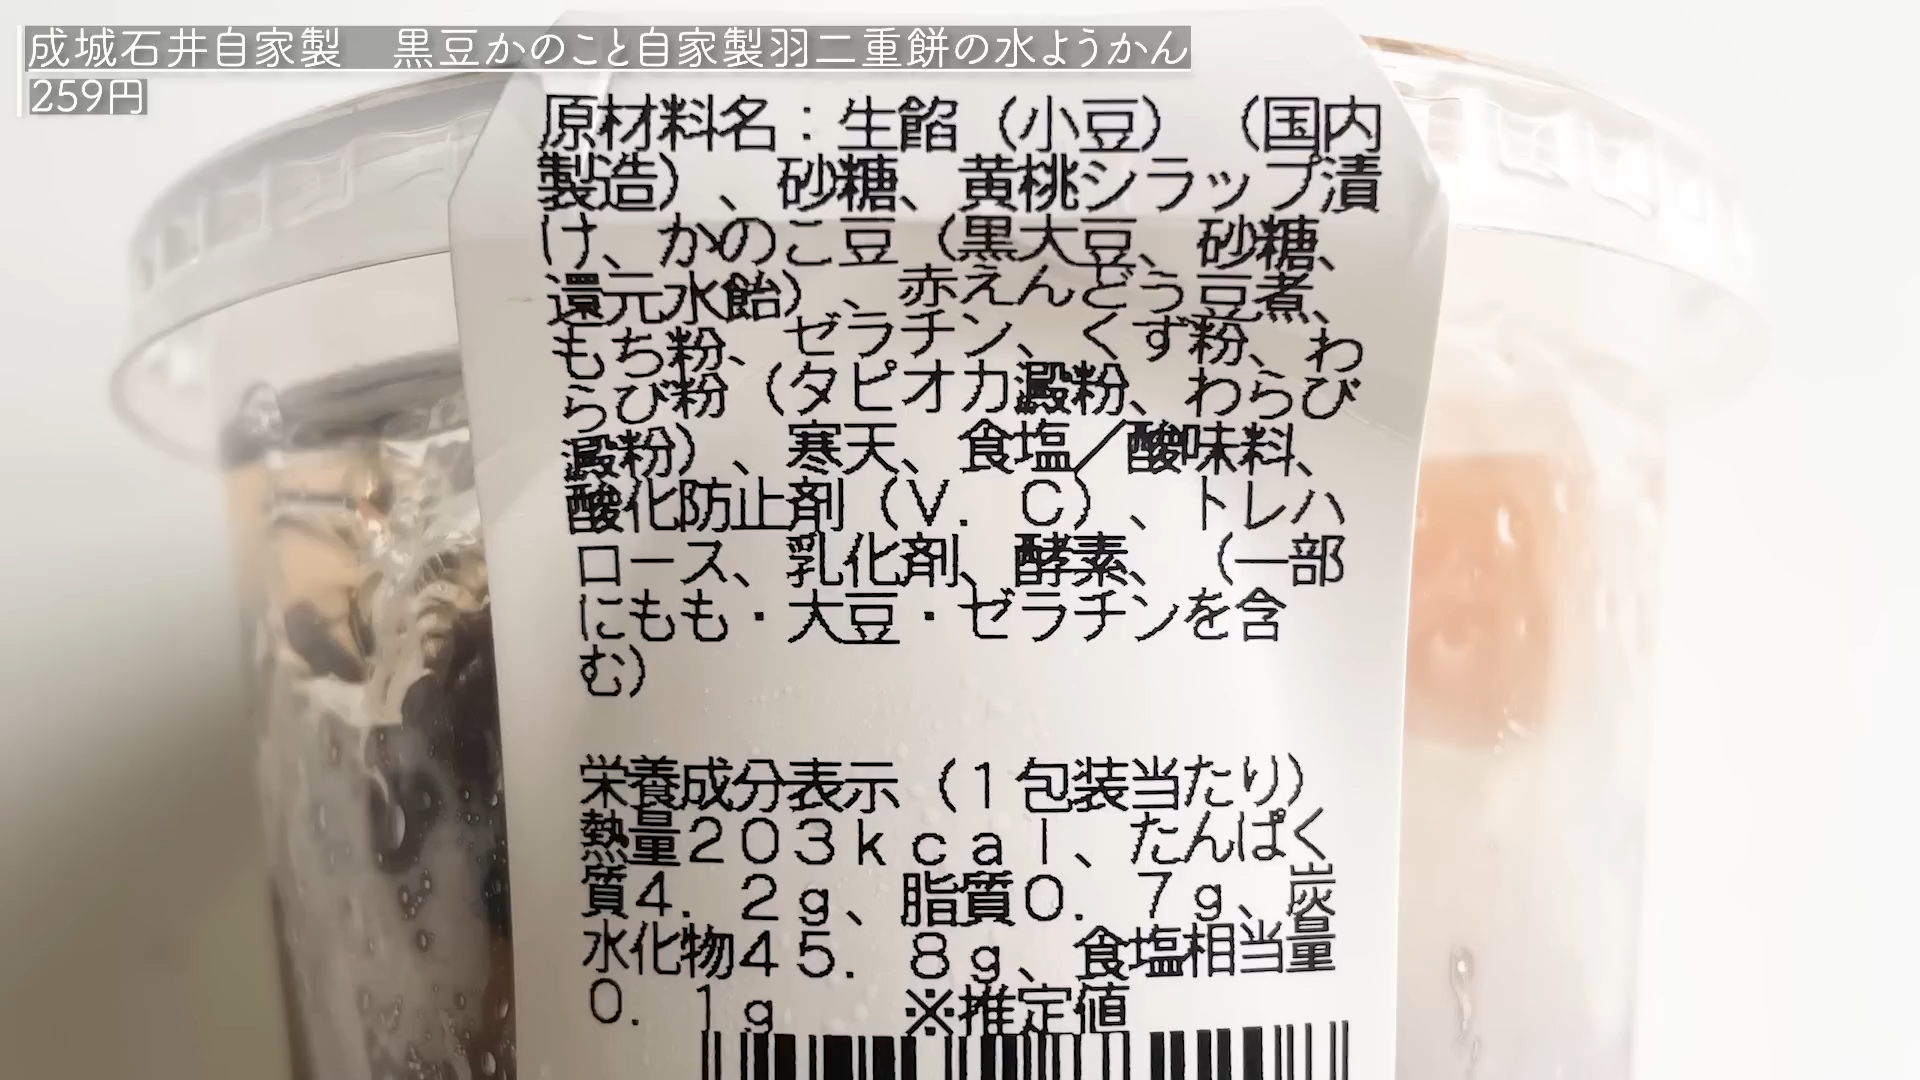 成城石井自家製　黒豆かのこと自家製羽二重餅の水ようかん
259円
原材料名：生餡（小豆）（国内
製造）、砂糖、黄桃シラップ漬
け、かのこ豆（黒大豆、砂糖、
還元水飴）、赤えんどう豆煮、
もち粉、ゼラチン、くず粉、わ
らび粉（タピオカ澱粉、わらび
澱粉）、寒天、食塩／酸味料、
酸化防止剤（V．C）、トレハ
ロース、乳化剤、酵素、（一部
にもも・大豆・ゼラチンを含
む）
栄養成分表示（1包装当たり）
熱量203kcal、たんぱく
質4．2g、脂質0．7g、炭
水化物45．8g、食塩相当量
0．1g　※推定値